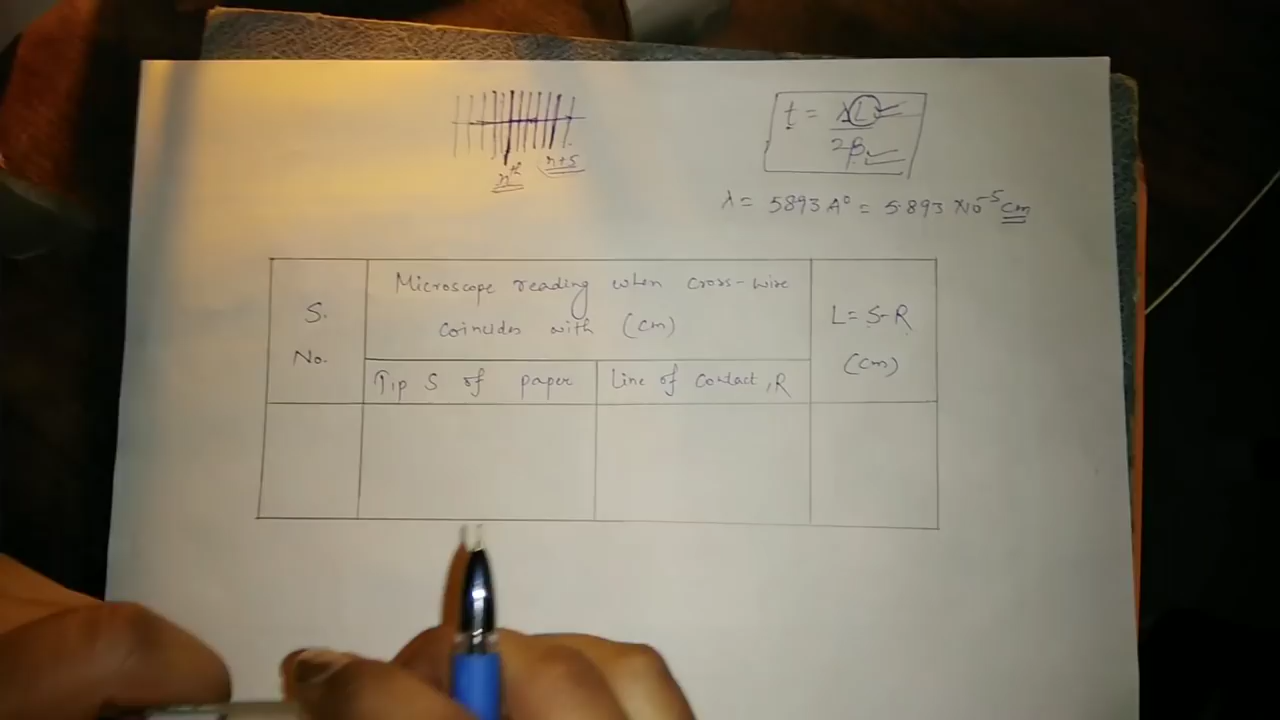 t = λL
2β
nth
n+5
λ = 5893 A° = 5.893 X10-5 cm
S.
No.
Microscope reading when cross-wire
coincides with (cm)
L = S-R
(cm)
Tip S of paper
Line of Contact, R